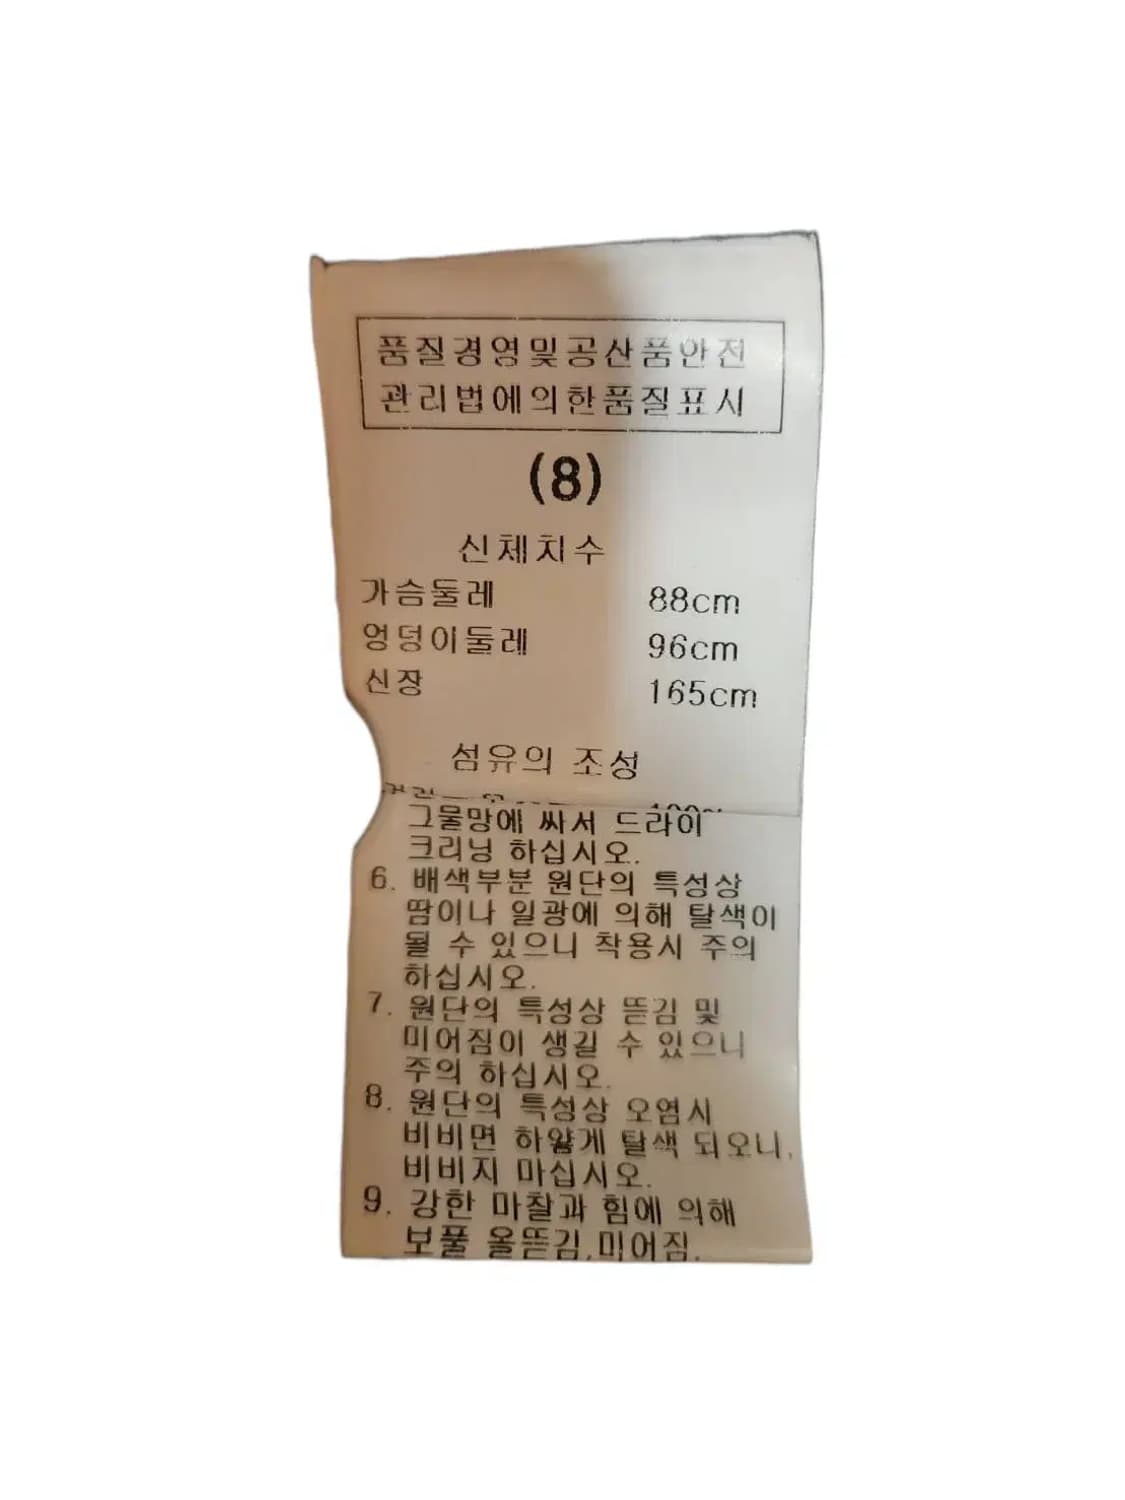 품질경영및공산품안전
관리법에의한품질표시
(8)
신체치수
가슴둘레 88cm
엉덩이둘레 96cm
신장 165cm
섬유의 조성
그물망에 싸서 드라이
크리닝 하십시오.
6. 배색부분 원단의 특성상
땀이나 일광에 의해 탈색이
될 수 있으니 착용시 주의
하십시오.
7. 원단의 특성상 뜯김 및
미어짐이 생길 수 있으니
주의 하십시오.
8. 원단의 특성상 오염시
비비면 하얗게 탈색 되오니,
비비지 마십시오.
9. 강한 마찰과 힘에 의해
보풀 올뜯김,미어짐,